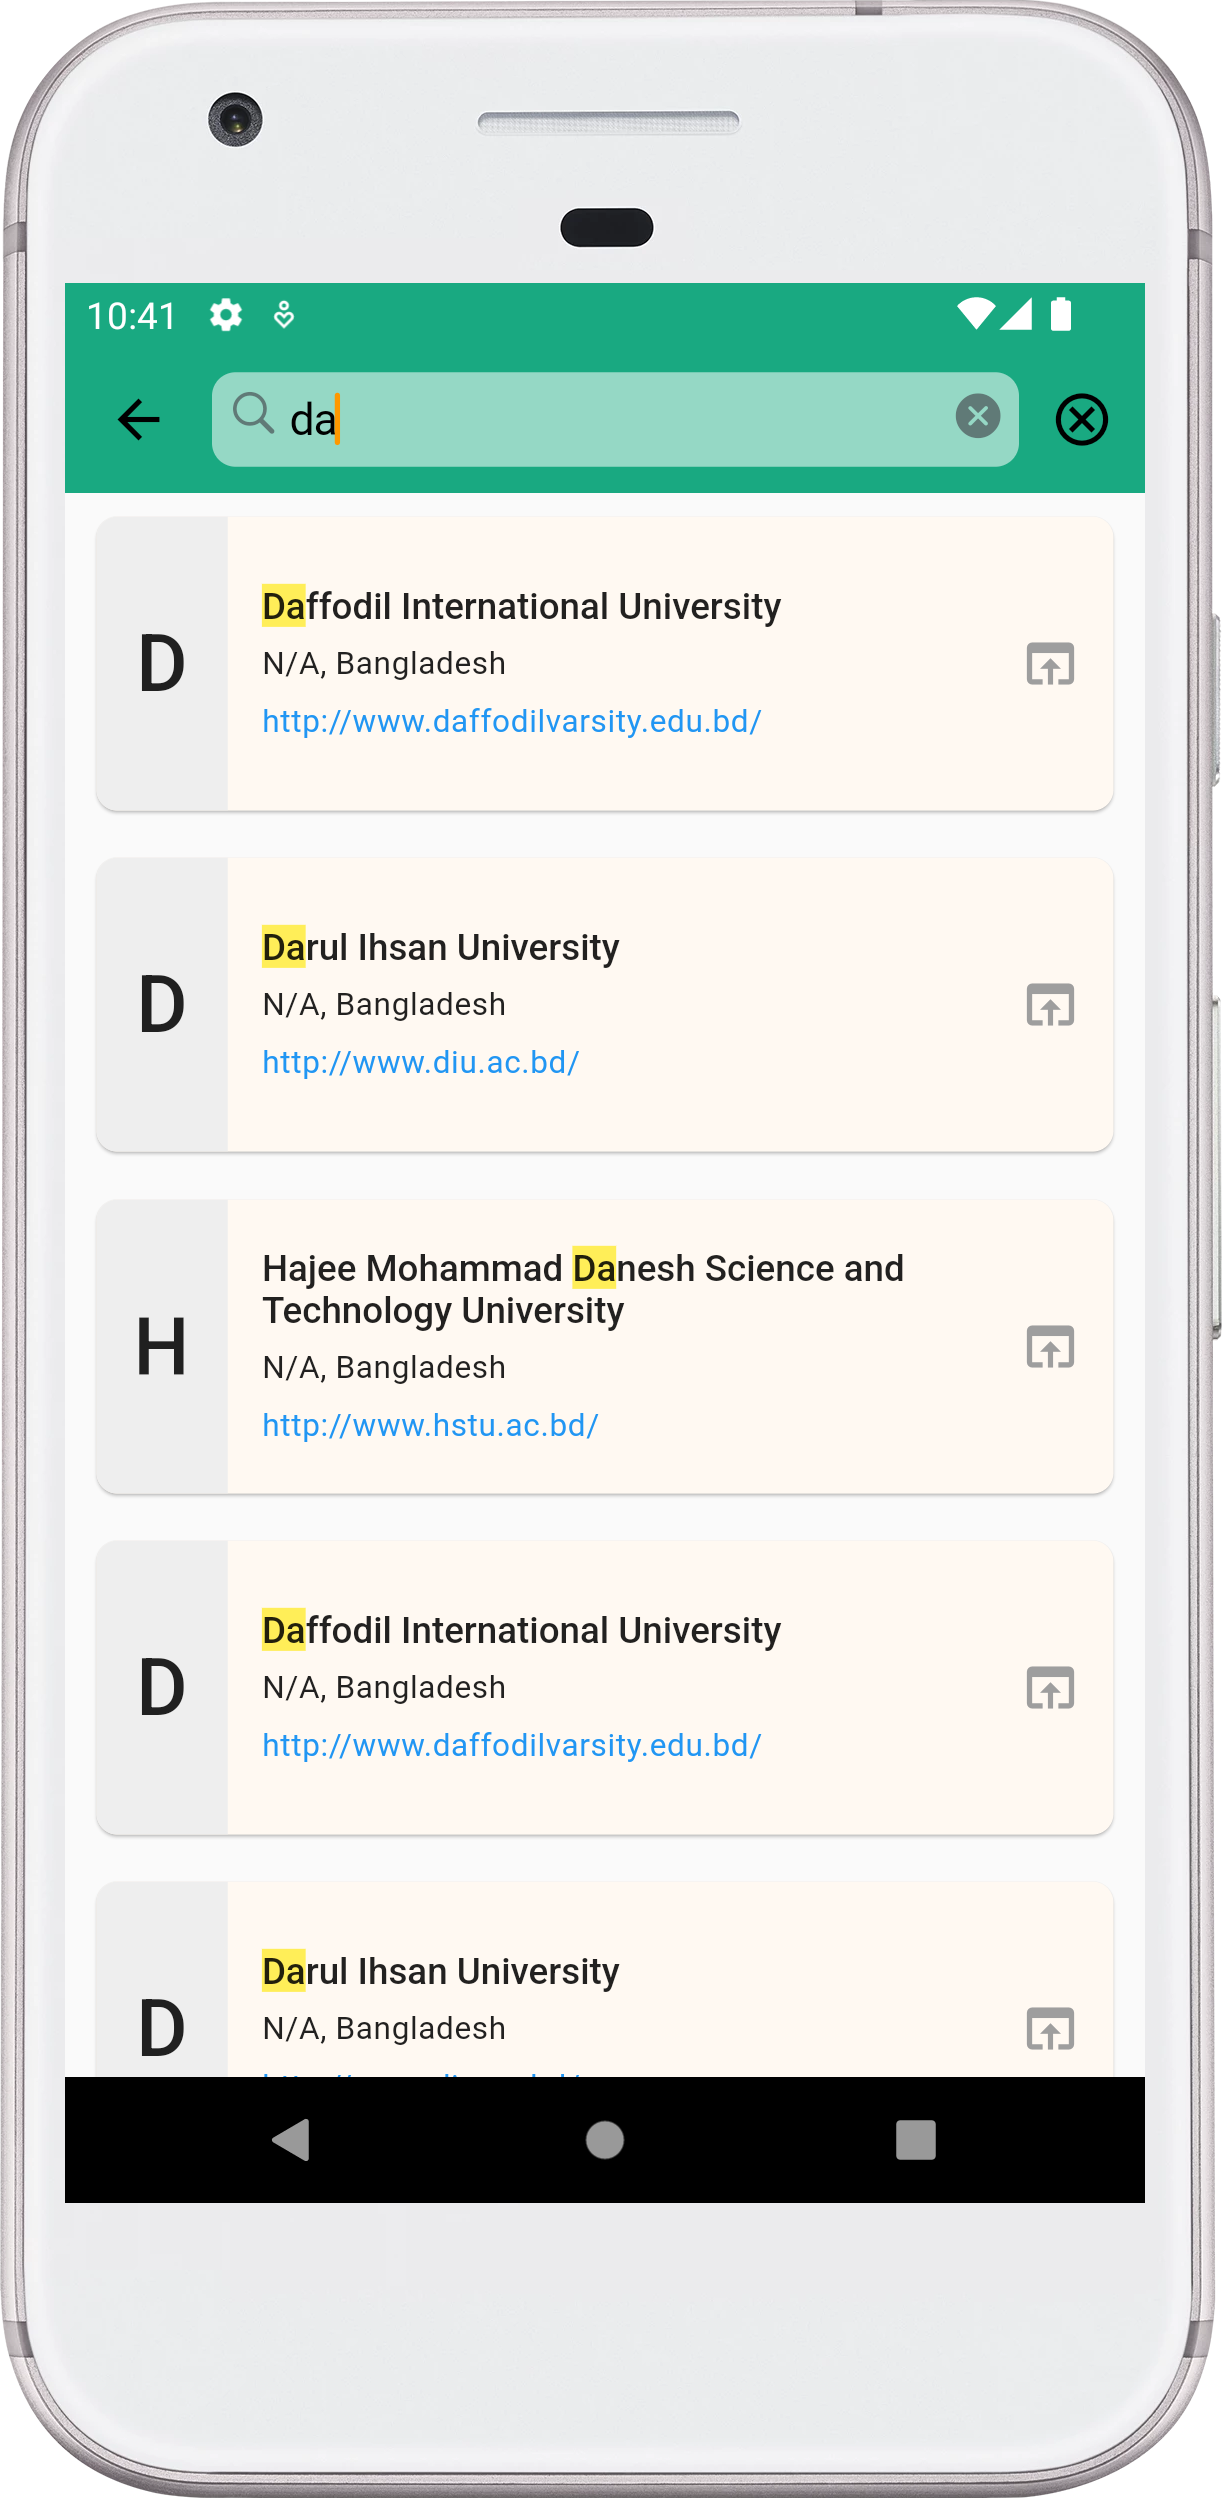 10:41
da
D
Daffodil International University
N/A, Bangladesh
http://www.daffodilvarsity.edu.bd/
D
Darul Ihsan University
N/A, Bangladesh
http://www.diu.ac.bd/
H
Hajee Mohammad Danesh Science and
Technology University
N/A, Bangladesh
http://www.hstu.ac.bd/
D
Daffodil International University
N/A, Bangladesh
http://www.daffodilvarsity.edu.bd/
D
Darul Ihsan University
N/A, Bangladesh